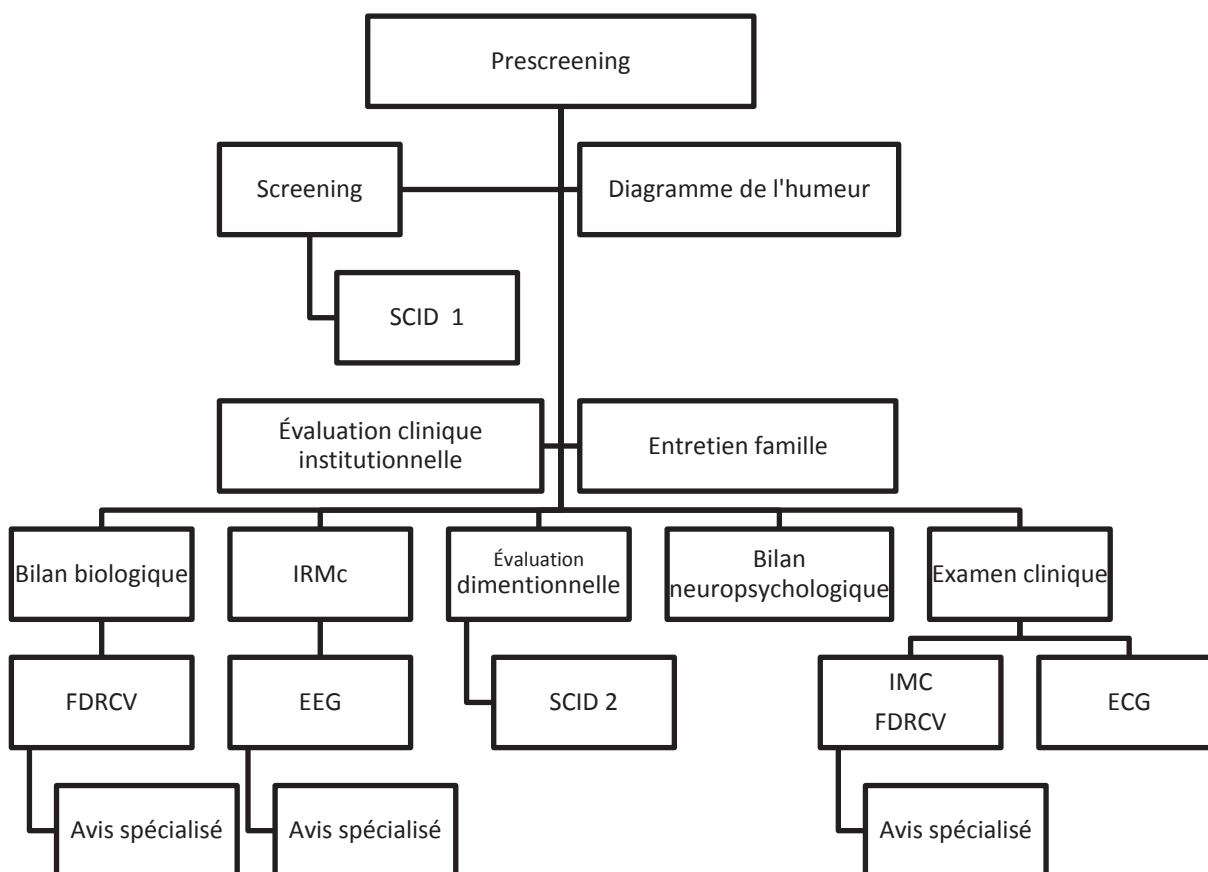 Prescreening
Screening
Diagramme de l'humeur
SCID 1
Évaluation clinique
institutionnelle
Entretien famille
Bilan biologique
IRMc
Évaluation
dimentionnelle
Bilan
neuropsychologique
Examen clinique
FDRCV
EEG
SCID 2
IMC
FDRCV
ECG
Avis spécialisé
Avis spécialisé
Avis spécialisé